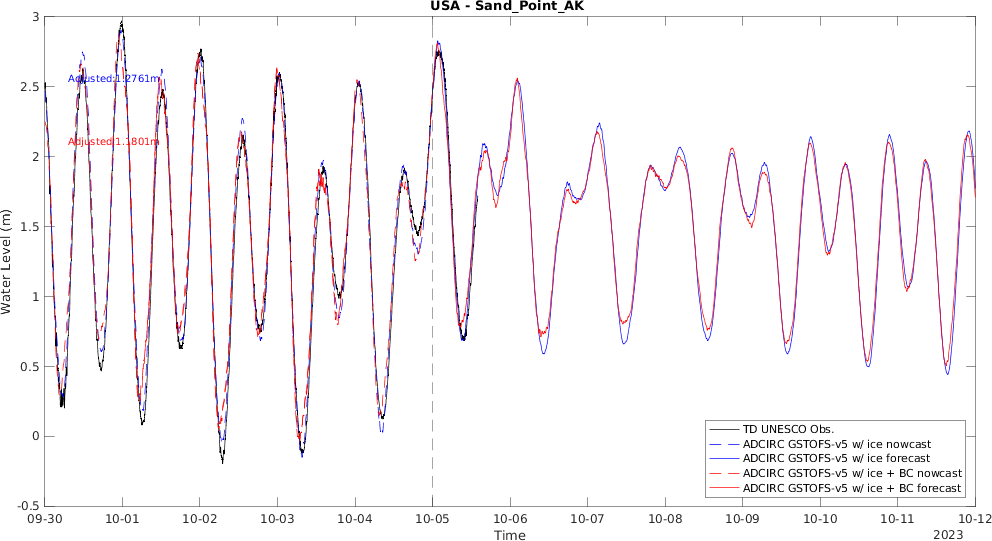 USA - Sand_Point_AK
3
2.5
2
1.5
1
0.5
0
-0.5
Water Level (m)
Adjusted:1.2761m
Adjusted:1.1801m
TD UNESCO Obs.
ADCIRC GSTOFS-v5 w/ ice nowcast
ADCIRC GSTOFS-v5 w/ ice forecast
ADCIRC GSTOFS-v5 w/ ice + BC nowcast
ADCIRC GSTOFS-v5 w/ ice + BC forecast
09-30 10-01 10-02 10-03 10-04 10-05 10-06 10-07 10-08 10-09 10-10 10-11 10-12
Time
2023